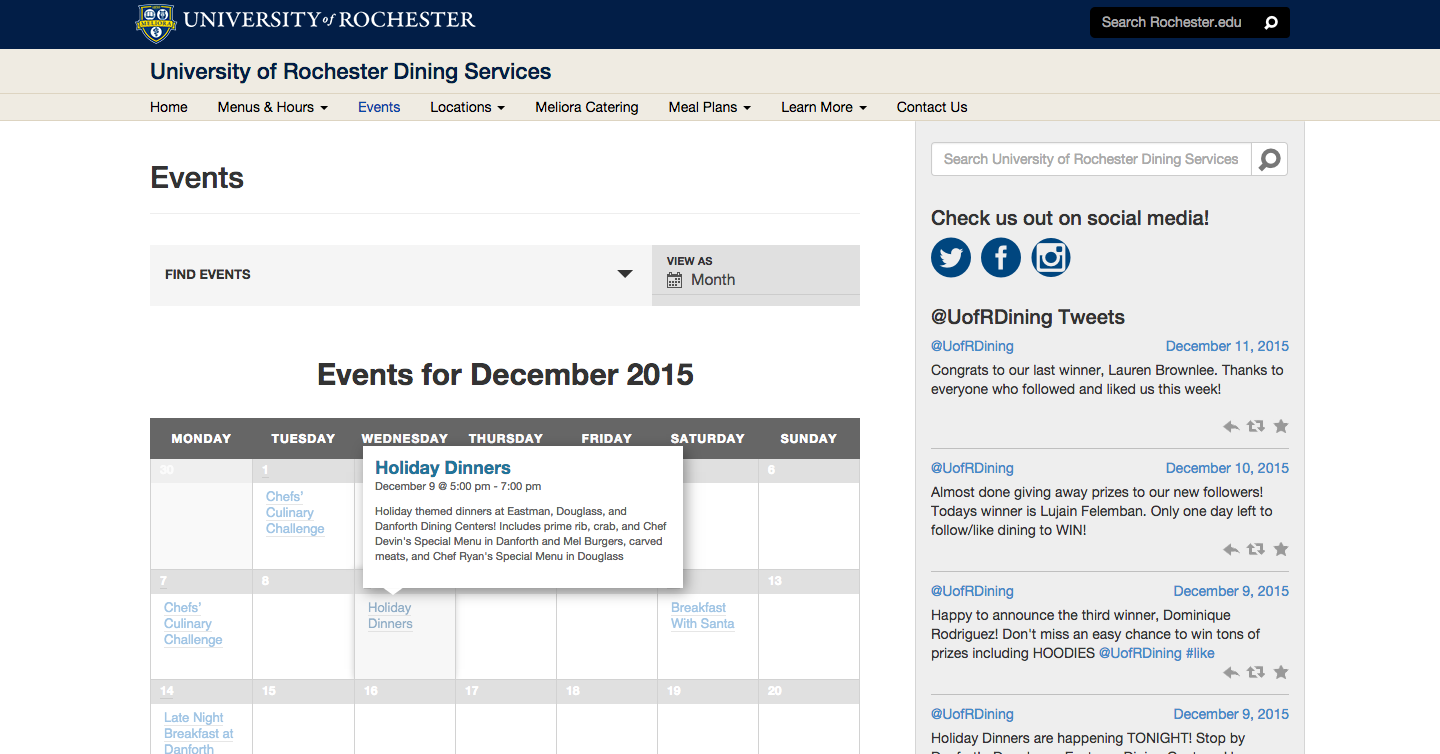 MELIORA
UNIVERSITY of ROCHESTER
Search Rochester.edu
University of Rochester Dining Services
Home Menus & Hours Events Locations Meliora Catering Meal Plans Learn More Contact Us
Events
FIND EVENTS
VIEW AS
Month
Events for December 2015
MONDAY TUESDAY WEDNESDAY THURSDAY FRIDAY SATURDAY SUNDAY
30 1 6
Chefs'
Culinary
Challenge
Holiday Dinners
December 9 @ 5:00 pm - 7:00 pm
Holiday themed dinners at Eastman, Douglass, and
Danforth Dining Centers! Includes prime rib, crab, and Chef
Devin's Special Menu in Danforth and Mel Burgers, carved
meats, and Chef Ryan's Special Menu in Douglass
7 8 13
Chefs'
Culinary
Challenge
Holiday
Dinners
Breakfast
With Santa
14 15 16 17 18 19 20
Late Night
Breakfast at
Danforth
Search University of Rochester Dining Services
Check us out on social media!
@UofRDining Tweets
@UofRDining December 11, 2015
Congrats to our last winner, Lauren Brownlee. Thanks to
everyone who followed and liked us this week!
@UofRDining December 10, 2015
Almost done giving away prizes to our new followers!
Todays winner is Lujain Felemban. Only one day left to
follow/like dining to WIN!
@UofRDining December 9, 2015
Happy to announce the third winner, Dominique
Rodriguez! Don't miss an easy chance to win tons of
prizes including HOODIES @UofRDining #like
@UofRDining December 9, 2015
Holiday Dinners are happening TONIGHT! Stop by